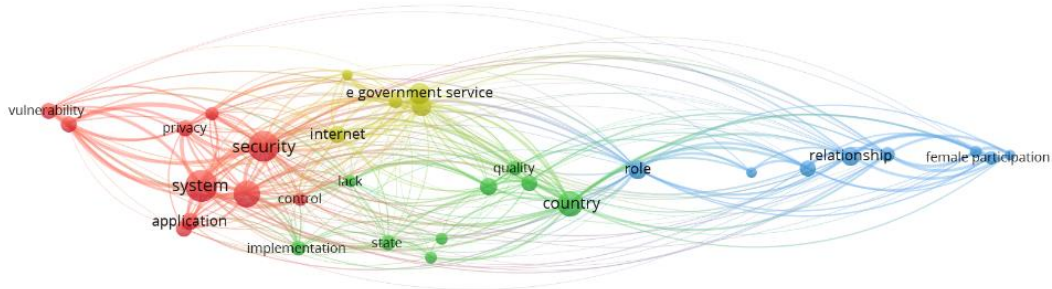 e government service
vulnerability
privacy
internet
security
relationship
female participation
quality
role
lack
system
control
country
application
state
implementation